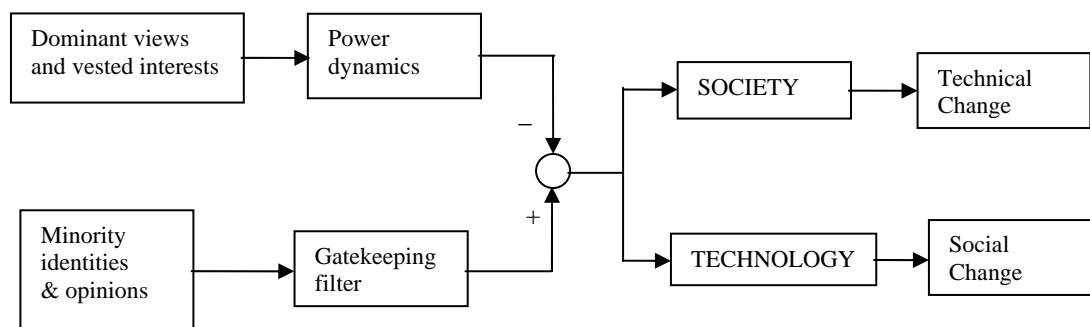 Dominant views
and vested interests
Power
dynamics
−
SOCIETY
Technical
Change
+
Minority
identities
& opinions
Gatekeeping
filter
TECHNOLOGY
Social
Change